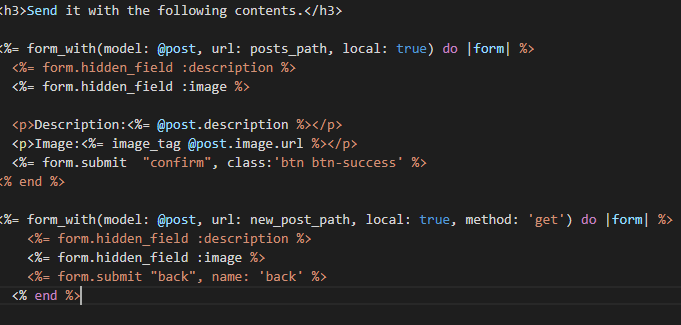 <h3>Send it with the following contents.</h3>
<%= form_with(model: @post, url: posts_path, local: true) do |form| %>
<%= form.hidden_field :description %>
<%= form.hidden_field :image %>
<p>Description:<%= @post.description %></p>
<p>Image:<%= image_tag @post.image.url %></p>
<%= form.submit  "confirm", class:'btn btn-success' %>
<% end %>
<%= form_with(model: @post, url: new_post_path, local: true, method: 'get') do |form| %>
<%= form.hidden_field :description %>
<%= form.hidden_field :image %>
<%= form.submit "back", name: 'back' %>
<% end %>